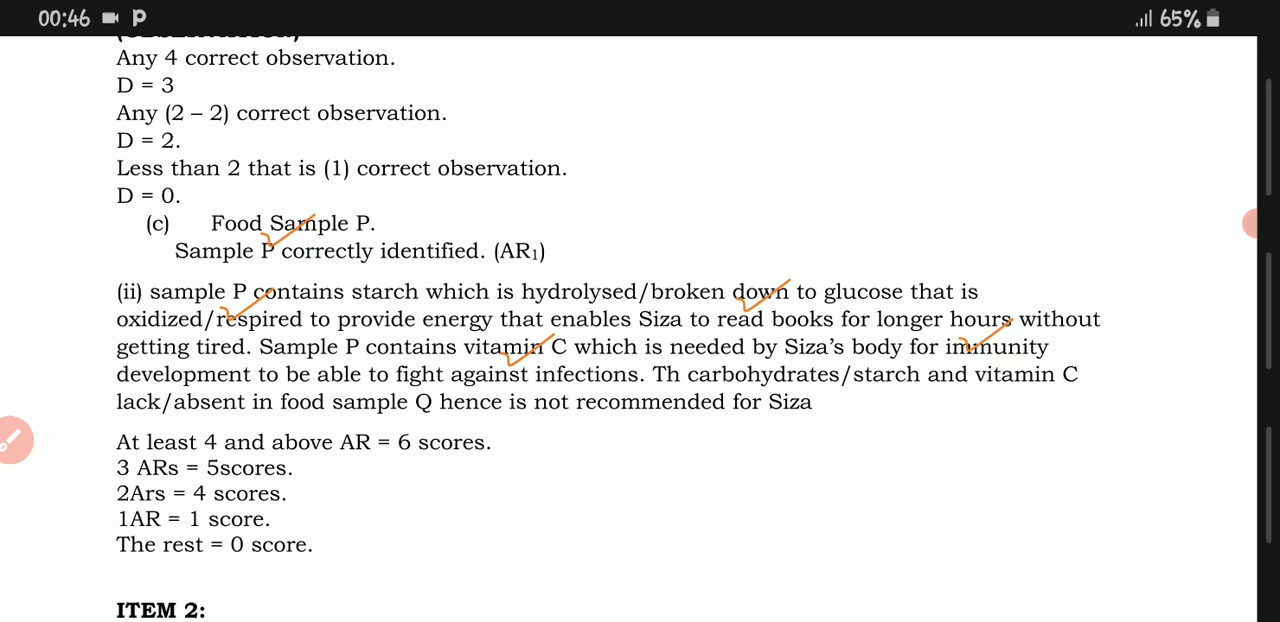 00:46 P 65%
(OBSERVATION)
Any 4 correct observation.
D = 3
Any (2 – 2) correct observation.
D = 2.
Less than 2 that is (1) correct observation.
D = 0.
(c) Food Sample P.
Sample P correctly identified. (AR₁)
(ii) sample P contains starch which is hydrolysed/broken down to glucose that is
oxidized/respired to provide energy that enables Siza to read books for longer hours without
getting tired. Sample P contains vitamin C which is needed by Siza’s body for immunity
development to be able to fight against infections. Th carbohydrates/starch and vitamin C
lack/absent in food sample Q hence is not recommended for Siza
At least 4 and above AR = 6 scores.
3 ARs = 5scores.
2Ars = 4 scores.
1AR = 1 score.
The rest = 0 score.
ITEM 2: